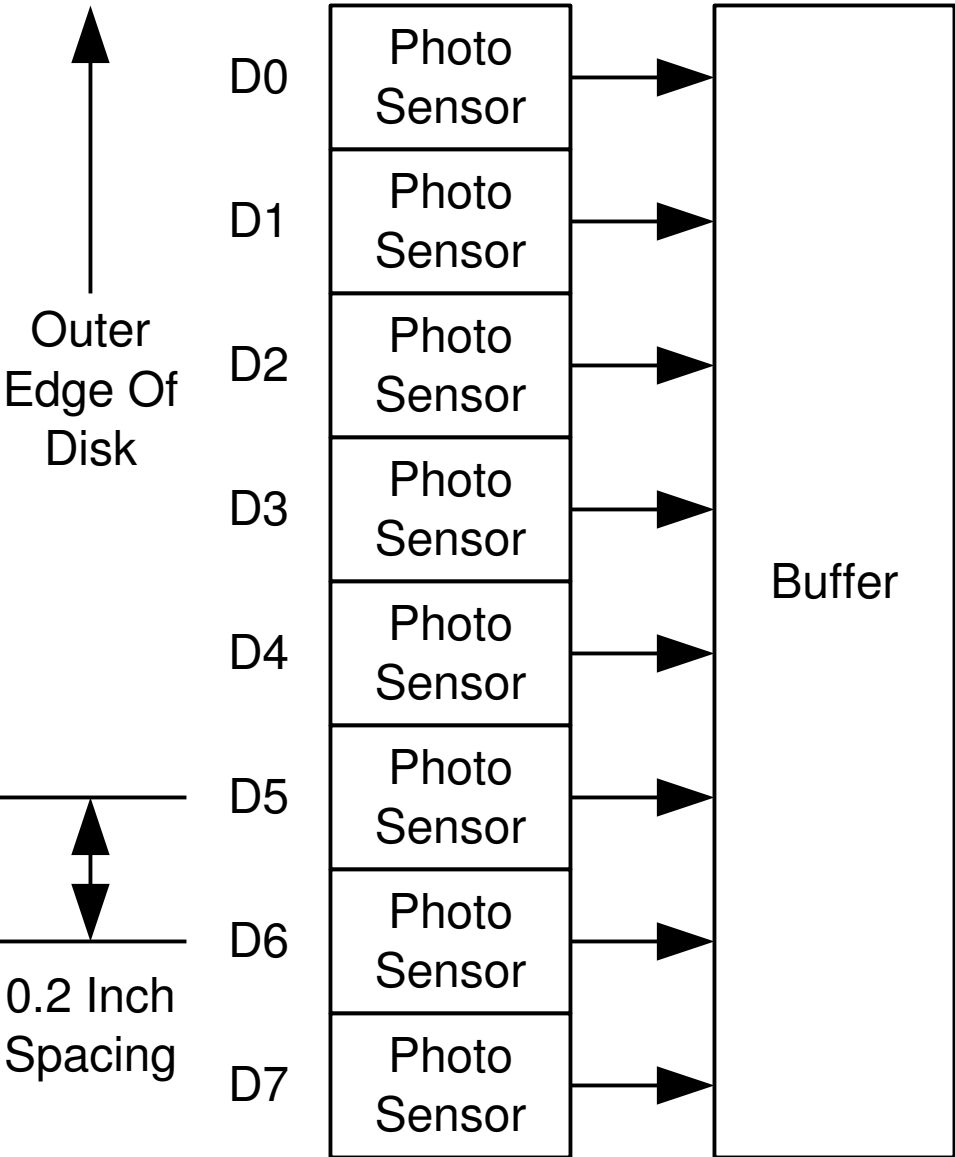 D0
Photo
Sensor
D1
Photo
Sensor
Outer
Edge Of
Disk
D2
Photo
Sensor
D3
Photo
Sensor
Buffer
D4
Photo
Sensor
D5
Photo
Sensor
D6
Photo
Sensor
0.2 Inch
Spacing
D7
Photo
Sensor